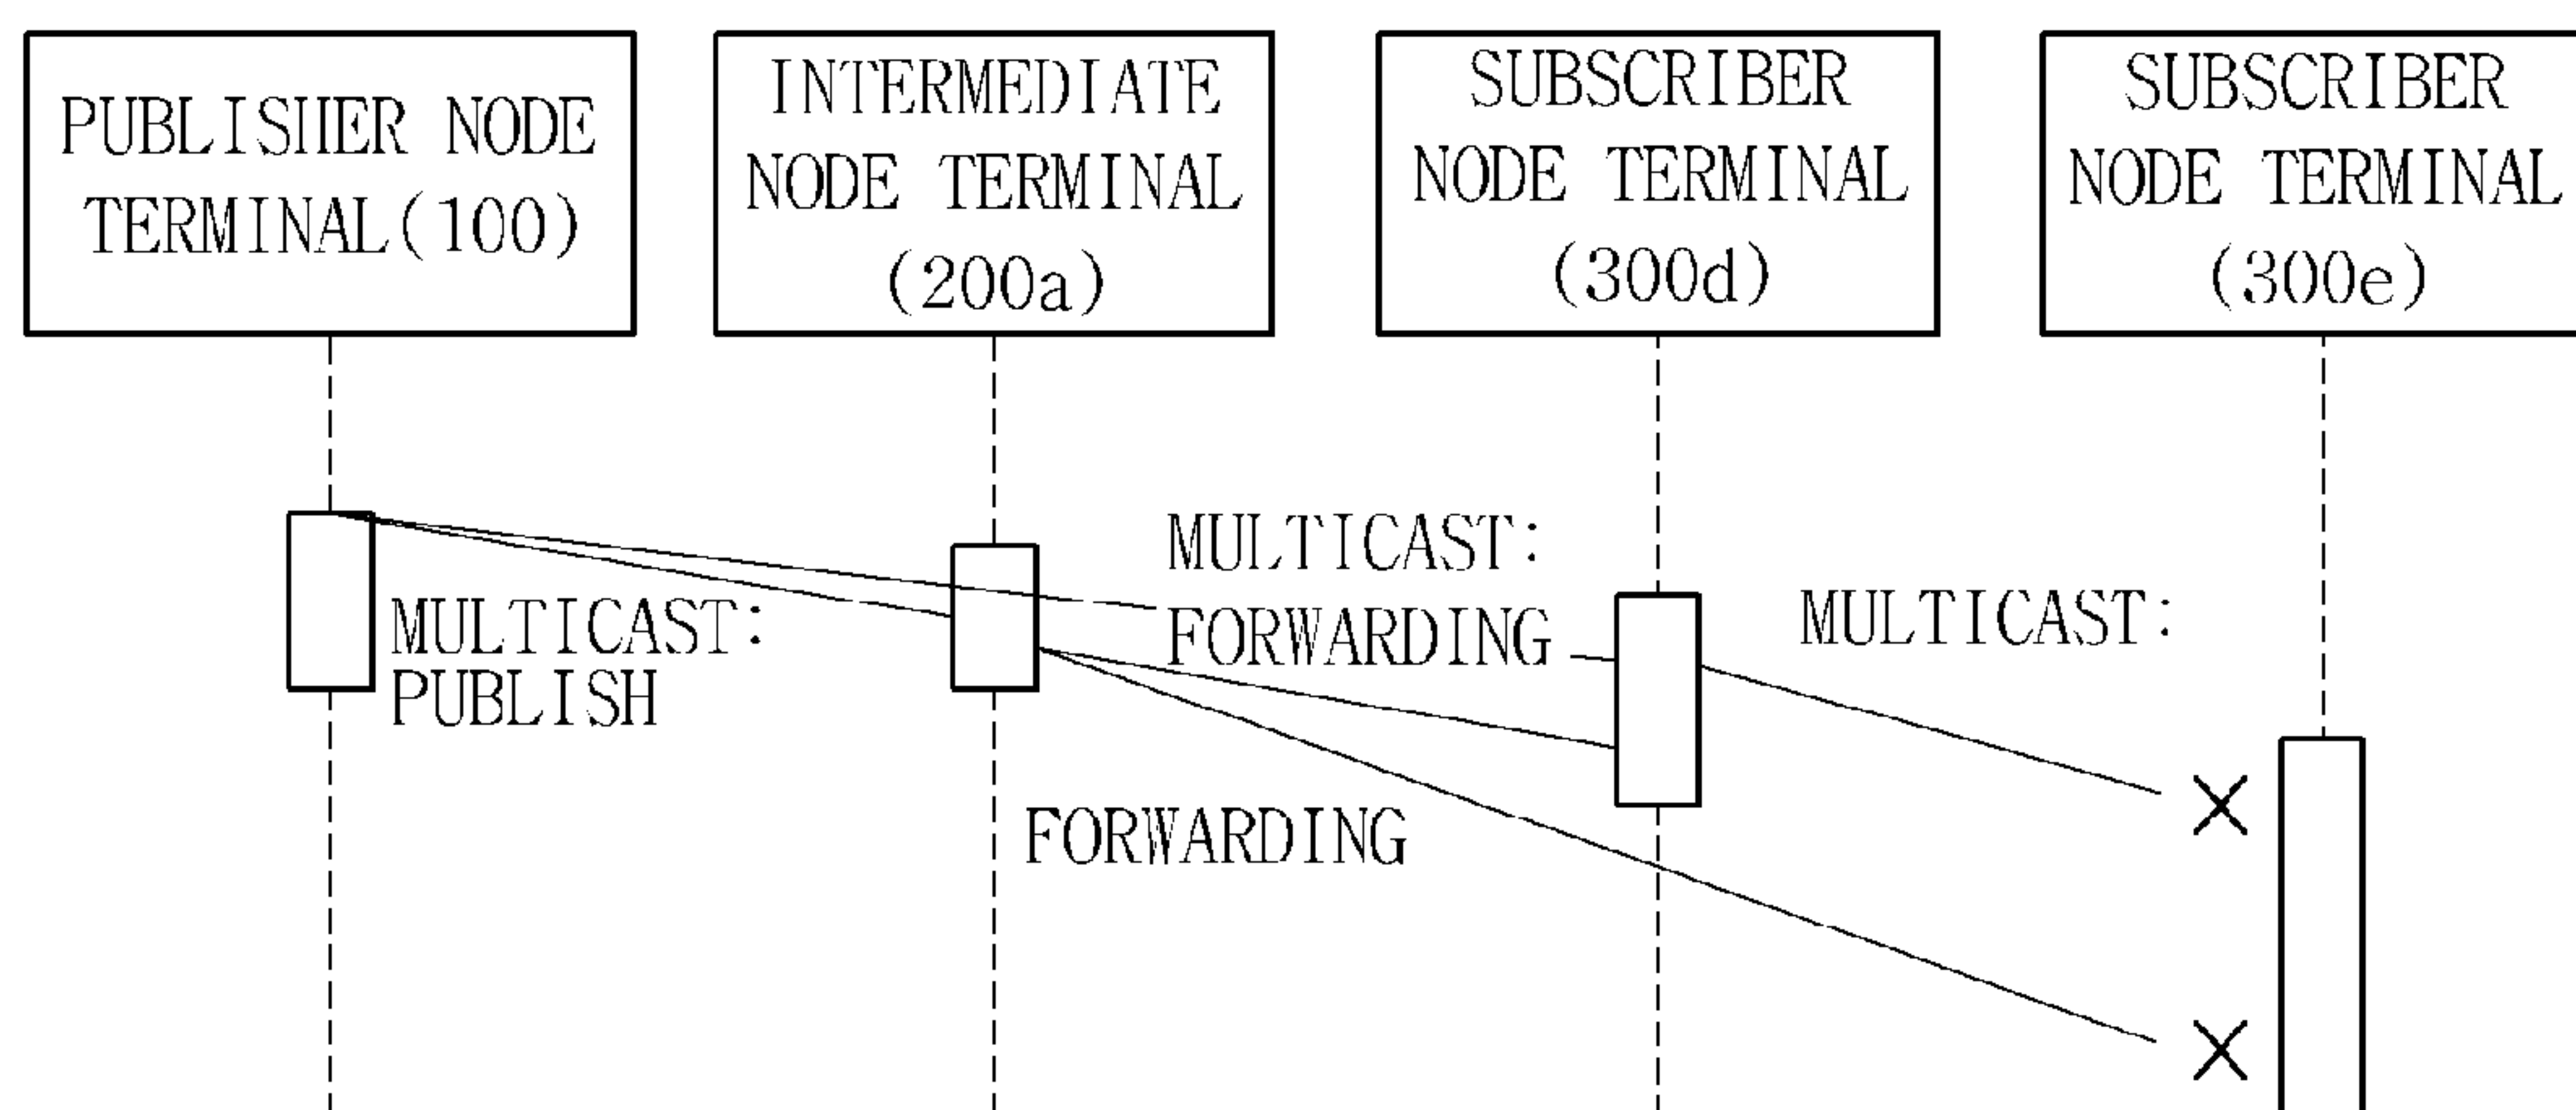 PUBLISHER NODE
TERMINAL(100)
INTERMEDIATE
NODE TERMINAL
(200a)
SUBSCRIBER
NODE TERMINAL
(300d)
SUBSCRIBER
NODE TERMINAL
(300e)
MULTICAST:
PUBLISH
MULTICAST:
FORWARDING
MULTICAST:
FORWARDING